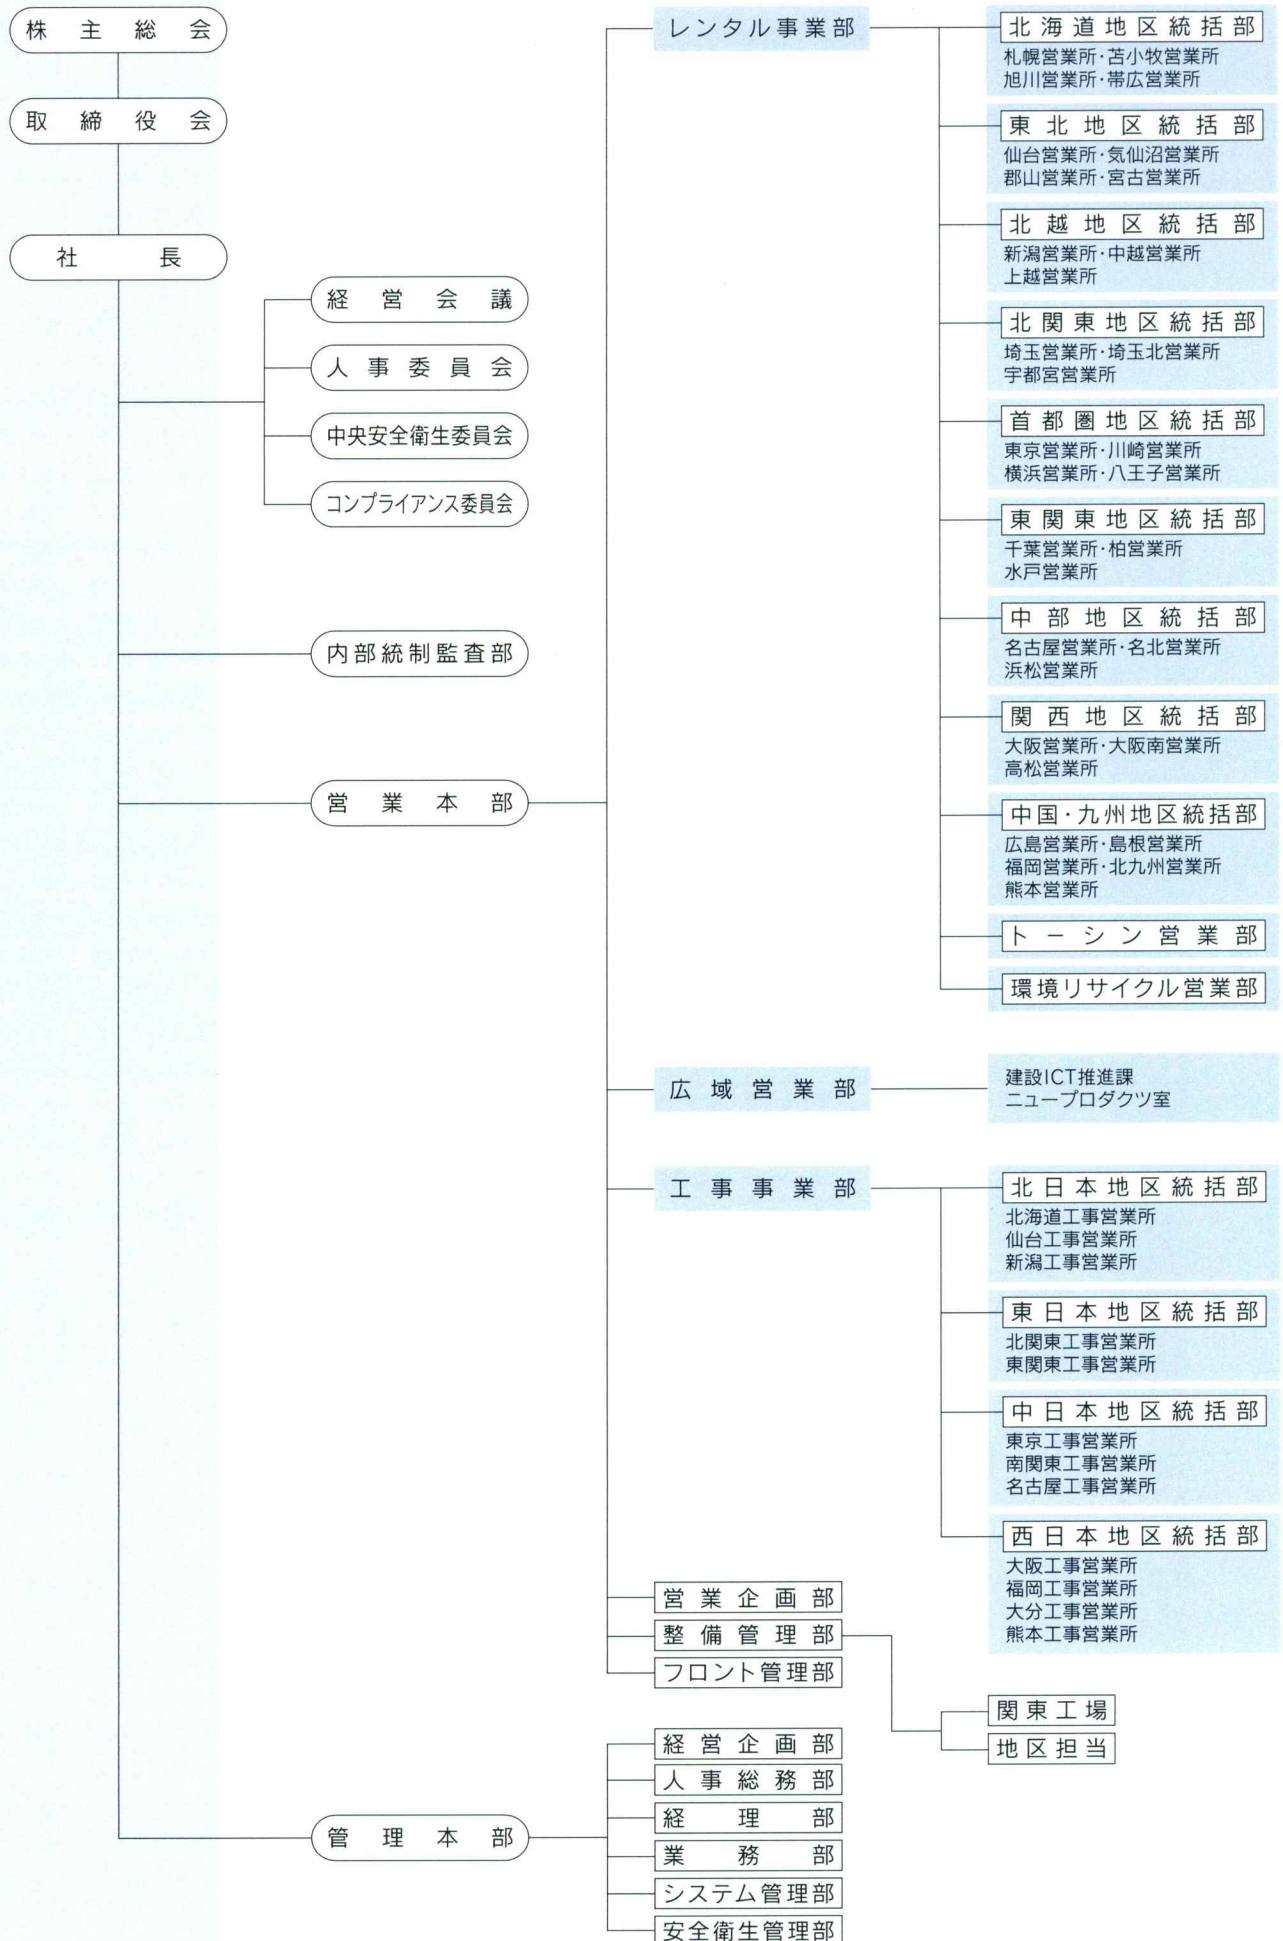 株主総会
取締役会
社長
経営会議
人事委員会
中央安全衛生委員会
コンプライアンス委員会
内部統制監査部
営業本部
レンタル事業部
北海道地区統括部
札幌営業所･苫小牧営業所
旭川営業所･帯広営業所
東北地区統括部
仙台営業所･気仙沼営業所
郡山営業所･宮古営業所
北越地区統括部
新潟営業所･中越営業所
上越営業所
北関東地区統括部
埼玉営業所･埼玉北営業所
宇都宮営業所
首都圏地区統括部
東京営業所･川崎営業所
横浜営業所･八王子営業所
東関東地区統括部
千葉営業所･柏営業所
水戸営業所
中部地区統括部
名古屋営業所･名北営業所
浜松営業所
関西地区統括部
大阪営業所･大阪南営業所
高松営業所
中国･九州地区統括部
広島営業所･島根営業所
福岡営業所･北九州営業所
熊本営業所
トーシン営業部
環境リサイクル営業部
広域営業部
建設ICT推進課
ニュープロダクツ室
工事事業部
北日本地区統括部
北海道工事営業所
仙台工事営業所
新潟工事営業所
東日本地区統括部
北関東工事営業所
東関東工事営業所
中日本地区統括部
東京工事営業所
南関東工事営業所
名古屋工事営業所
西日本地区統括部
大阪工事営業所
福岡工事営業所
大分工事営業所
熊本工事営業所
営業企画部
整備管理部
フロント管理部
関東工場
地区担当
管理本部
経営企画部
人事総務部
経理部
業務部
システム管理部
安全衛生管理部